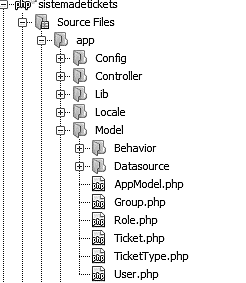 php sistemadetickets
Source Files
app
Config
Controller
Lib
Locale
Model
Behavior
Datasource
AppModel.php
Group.php
Role.php
Ticket.php
TicketType.php
User.php